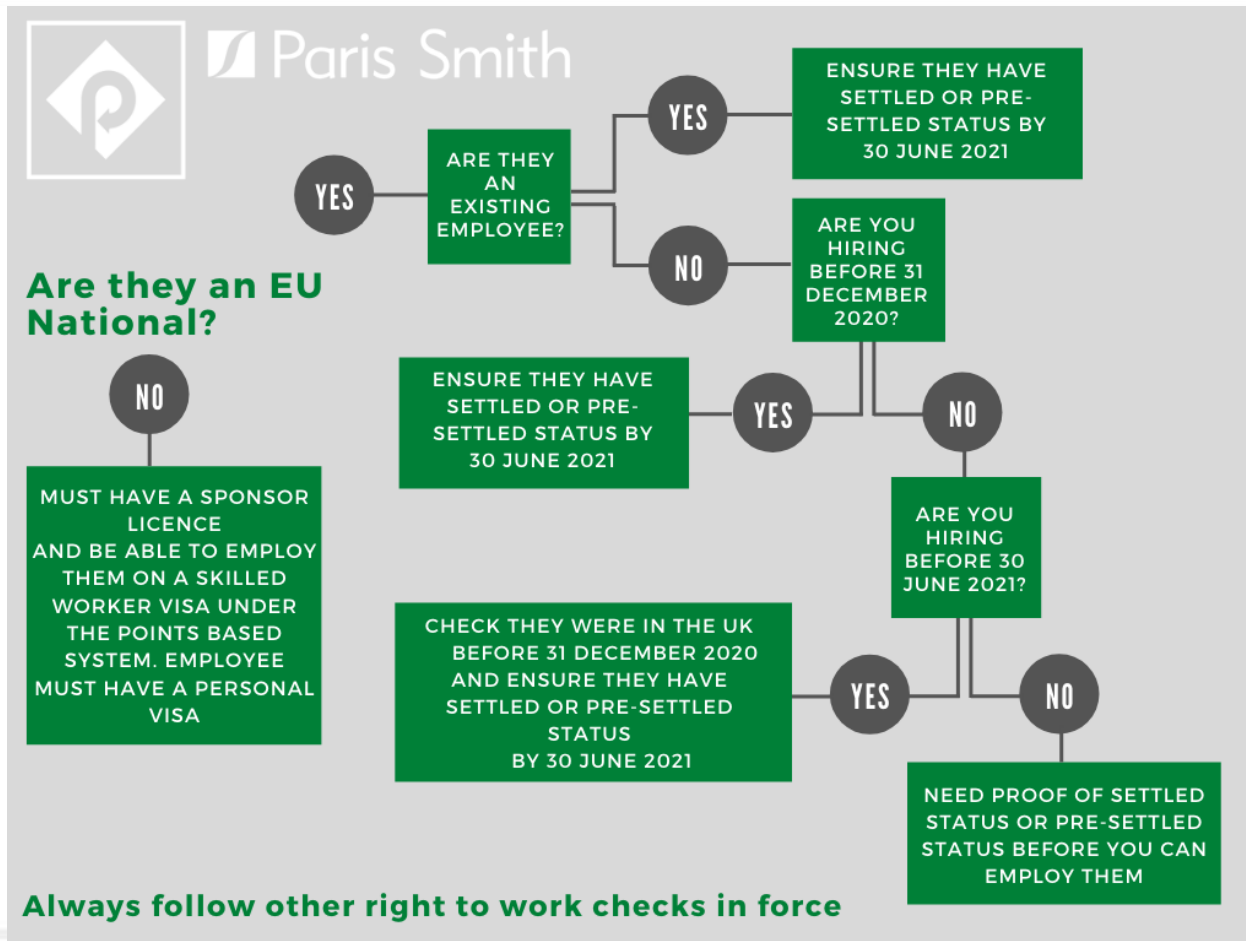 Paris Smith
YES
ARE THEY
AN
EXISTING
EMPLOYEE?
YES
ENSURE THEY HAVE
SETTLED OR PRE-
SETTLED STATUS BY
30 JUNE 2021
NO
ARE YOU
HIRING
BEFORE 31
DECEMBER
2020?
Are they an EU
National?
NO
MUST HAVE A SPONSOR
LICENCE
AND BE ABLE TO EMPLOY
THEM ON A SKILLED
WORKER VISA UNDER
THE POINTS BASED
SYSTEM. EMPLOYEE
MUST HAVE A PERSONAL
VISA
YES
ENSURE THEY HAVE
SETTLED OR PRE-
SETTLED STATUS BY
30 JUNE 2021
NO
ARE YOU
HIRING
BEFORE 30
JUNE 2021?
YES
CHECK THEY WERE IN THE UK
BEFORE 31 DECEMBER 2020
AND ENSURE THEY HAVE
SETTLED OR PRE-SETTLED
STATUS
BY 30 JUNE 2021
NO
NEED PROOF OF SETTLED
STATUS OR PRE-SETTLED
STATUS BEFORE YOU CAN
EMPLOY THEM
Always follow other right to work checks in force